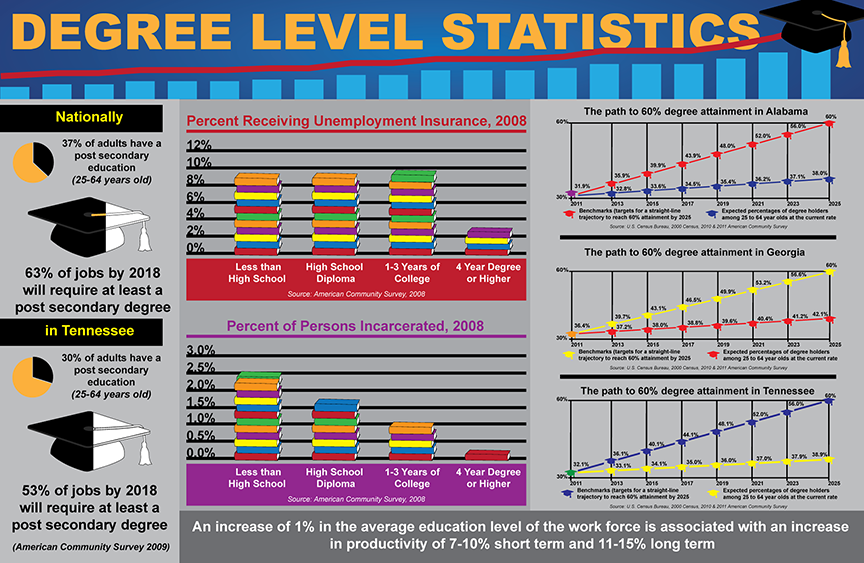 DEGREE LEVEL STATISTICS
Nationally
37% of adults have a
post secondary
education
(25-64 years old)
63% of jobs by 2018
will require at least a
post secondary degree
in Tennessee
30% of adults have a
post secondary
education
(25-64 years old)
53% of jobs by 2018
will require at least a
post secondary degree
(American Community Survey 2009)
Percent Receiving Unemployment Insurance, 2008
12%
10%
8%
6%
4%
2%
0%
Less than High School
High School Diploma
1-3 Years of College
4 Year Degree or Higher
Source: American Community Survey, 2008
Percent of Persons Incarcerated, 2008
3.0%
2.5%
2.0%
1.5%
1.0%
0.5%
0.0%
Less than High School
High School Diploma
1-3 Years of College
4 Year Degree or Higher
Source: American Community Survey, 2008
The path to 60% degree attainment in Alabama
60%
60%
56.0%
52.0%
48.0%
43.9%
39.9%
35.9%
31.9%
32.8%
33.6%
34.5%
35.4%
36.2%
37.1%
38.0%
30%
2011 2013 2015 2017 2019 2021 2023 2025
Benchmarks (targets for a straight-line
trajectory to reach 60% attainment by 2025
Expected percentages of degree holders
among 25 to 64 year olds at the current rate
Source: U.S. Census Bureau, 2000 Census, 2010 & 2011 American Community Survey
The path to 60% degree attainment in Georgia
60%
60%
56.6%
53.2%
49.9%
46.5%
43.1%
39.7%
36.4%
37.2%
38.0%
38.8%
39.6%
40.4%
41.2%
42.1%
30%
2011 2013 2015 2017 2019 2021 2023 2025
Benchmarks (targets for a straight-line
trajectory to reach 60% attainment by 2025
Expected percentages of degree holders
among 25 to 64 year olds at the current rate
Source: U.S. Census Bureau, 2000 Census, 2010 & 2011 American Community Survey
The path to 60% degree attainment in Tennessee
60%
60%
56.0%
52.0%
48.1%
44.1%
40.1%
36.1%
32.1%
33.1%
34.1%
35.0%
36.0%
37.0%
37.9%
38.9%
30%
2011 2013 2015 2017 2019 2021 2023 2025
Benchmarks (targets for a straight-line
trajectory to reach 60% attainment by 2025
Expected percentages of degree holders
among 25 to 64 year olds at the current rate
Source: U.S. Census Bureau, 2000 Census, 2010 & 2011 American Community Survey
An increase of 1% in the average education level of the work force is associated with an increase
in productivity of 7-10% short term and 11-15% long term